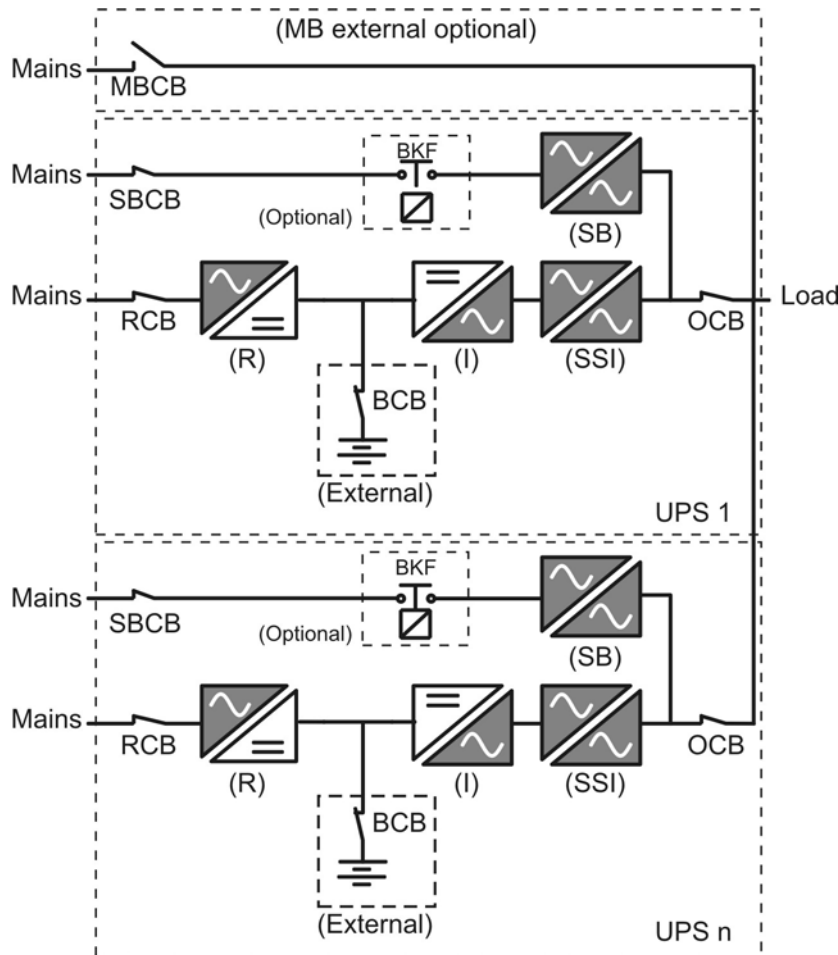 (MB external optional)
Mains
MBCB
BKF
Mains
SBCB
(Optional)
(SB)
Mains
Load
RCB
OCB
(R)
(I)
(SSI)
BCB
(External)
UPS 1
BKF
Mains
SBCB
(Optional)
(SB)
Mains
RCB
OCB
(R)
(I)
(SSI)
BCB
(External)
UPS n